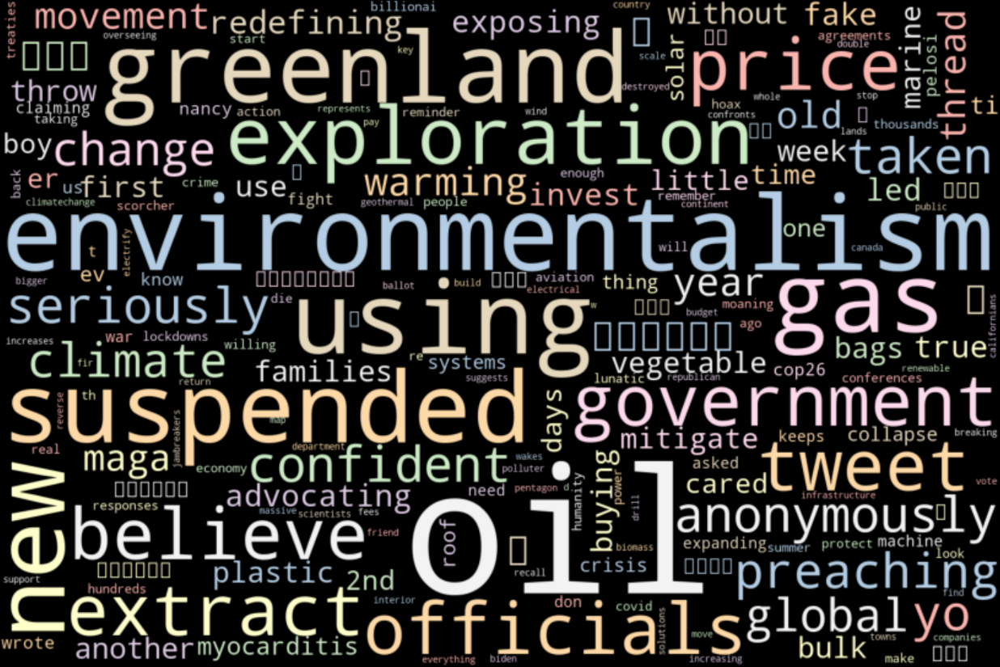 treaties movement redefining billionai exposing country without fake
overseeing start key scale solar agreements double marine pelosi thread
greenland price
throw destroyed
claiming nancy action represents reminder wind hoax whole stop ti
taking pay confronts old thousands
exploration lands
boy change week taken
er us first crime use warming enough little time led
back fight invest remember
climatechange scorcher geothermal people continent public
environmentalism
t electrify will one canada
ev know ballot build aviation thing year
bigger electrical
seriously die using w budget moaning gas
increases war lockdowns willing ago bags true californians
climate fir re systems vegetable cop26 renewable
families suggests lunatic republican conferences
return
suspended th days government
reverse jawbreakers map mitigate keeps collapse breaking
real department
maga economy confident wakes polluter asked tweet
new advocating need pentagon d humanity buying power cared vote
infrastructure
responses massive scientists fees drill
believe friend oil anonymously
roof biomass expanding summer protect machine
plastic 2nd recall crisis preaching look
support hundreds find
extract interior don covid global yo
officials solutions move towns companies
wrote another myocarditis bulk
everything biden increasing make